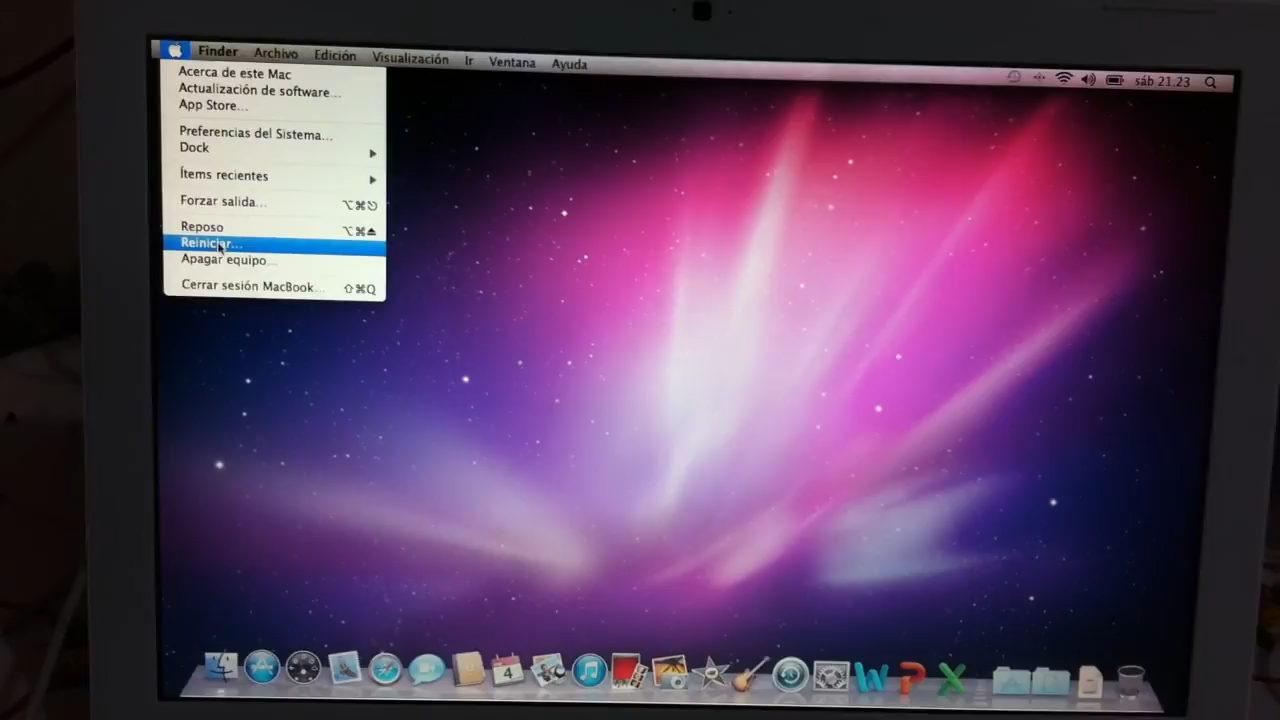 Finder Archivo Edición Visualización Ir Ventana Ayuda
sáb 21:23
Acerca de este Mac
Actualización de software...
App Store...
Preferencias del Sistema...
Dock
Ítems recientes
Forzar salida... ⌥⌘⎋
Reposo ⌥⌘⏏
Reiniciar...
Apagar equipo...
Cerrar sesión MacBook... ⇧⌘Q
4
W P X